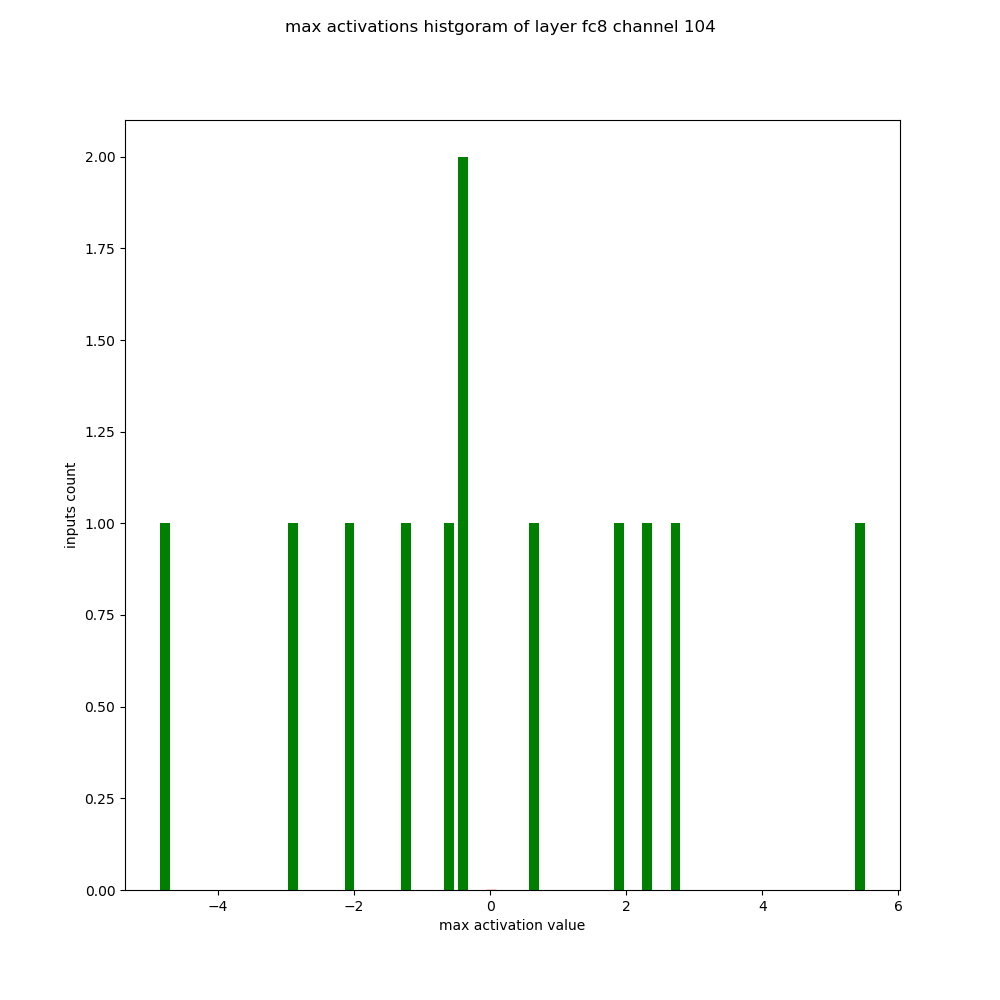 max activations histgoram of layer fc8 channel 104
2.00
1.75
1.50
1.25
1.00
0.75
0.50
0.25
0.00
inputs count
−4 −2 0 2 4 6
max activation value